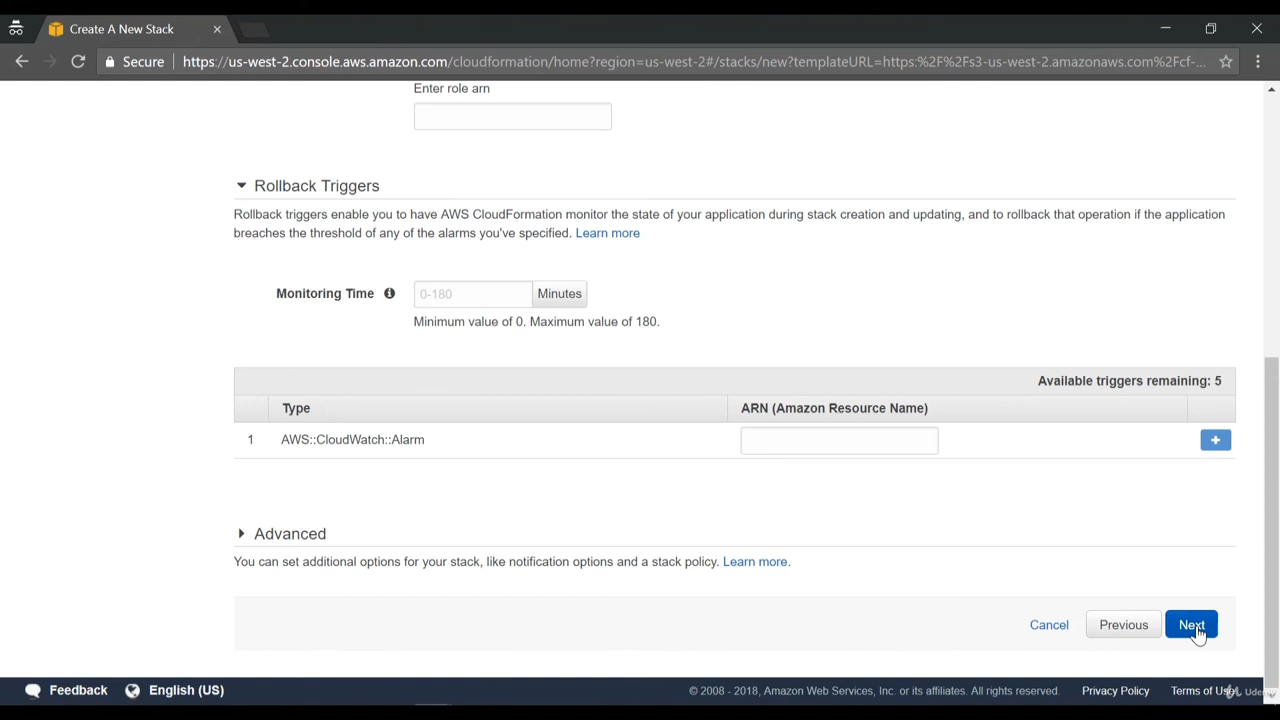 Create A New Stack
Secure
https://us-west-2.console.aws.amazon.com/cloudformation/home?region=us-west-2#/stacks/new?templateURL=https:%2F%2Fs3-us-west-2.amazonaws.com%2Fcf-...
Enter role arn
Rollback Triggers
Rollback triggers enable you to have AWS CloudFormation monitor the state of your application during stack creation and updating, and to rollback that operation if the application
breaches the threshold of any of the alarms you've specified. Learn more
Monitoring Time 0-180 Minutes
Minimum value of 0. Maximum value of 180.
Available triggers remaining: 5
Type ARN (Amazon Resource Name)
1 AWS::CloudWatch::Alarm
Advanced
You can set additional options for your stack, like notification options and a stack policy. Learn more.
Cancel Previous Next
Feedback English (US) © 2008 - 2018, Amazon Web Services, Inc. or its affiliates. All rights reserved. Privacy Policy Terms of Use